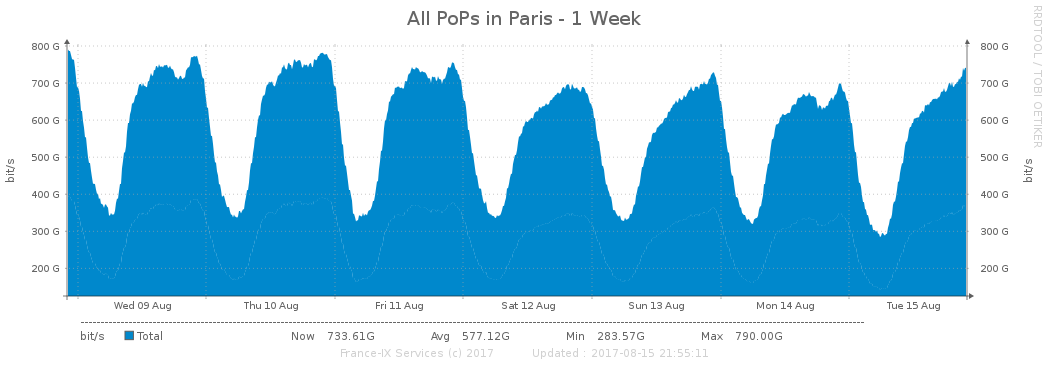 All PoPs in Paris - 1 Week
RRDTOOL / TOBI OETIKER
bit/s
800 G 800 G
700 G 700 G
600 G 600 G
500 G 500 G
400 G 400 G
300 G 300 G
200 G 200 G
bit/s
Wed 09 Aug Thu 10 Aug Fri 11 Aug Sat 12 Aug Sun 13 Aug Mon 14 Aug Tue 15 Aug
bit/s Total Now 733.61G Avg 577.12G Min 283.57G Max 790.00G
France-IX Services (c) 2017 Updated : 2017-08-15 21:55:11